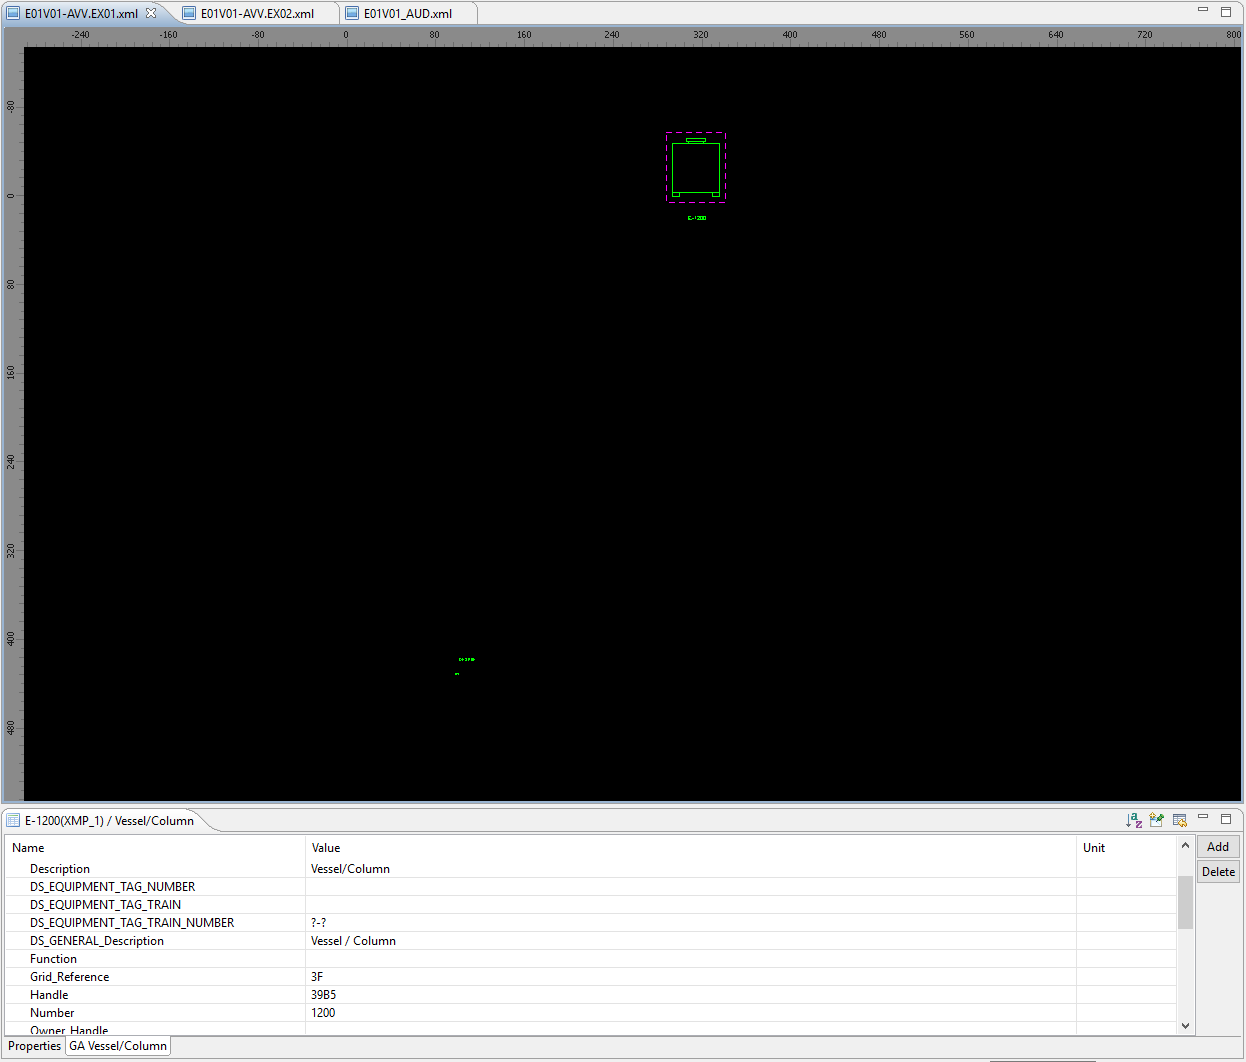 E01V01-AVV.EX01.xml E01V01-AVV.EX02.xml E01V01_AUD.xml
-240 -160 -80 0 80 160 240 320 400 480 560 640 720 800
-80
0
80
160
240
320
400
480
E-1200
E-1200(XMP_1) / Vessel/Column
Name Value Unit
Add
Description Vessel/Column
Delete
DS_EQUIPMENT_TAG_NUMBER
DS_EQUIPMENT_TAG_TRAIN
DS_EQUIPMENT_TAG_TRAIN_NUMBER ?-?
DS_GENERAL_Description Vessel / Column
Function
Grid_Reference 3F
Handle 39B5
Number 1200
Owner_Handle
Properties GA Vessel/Column